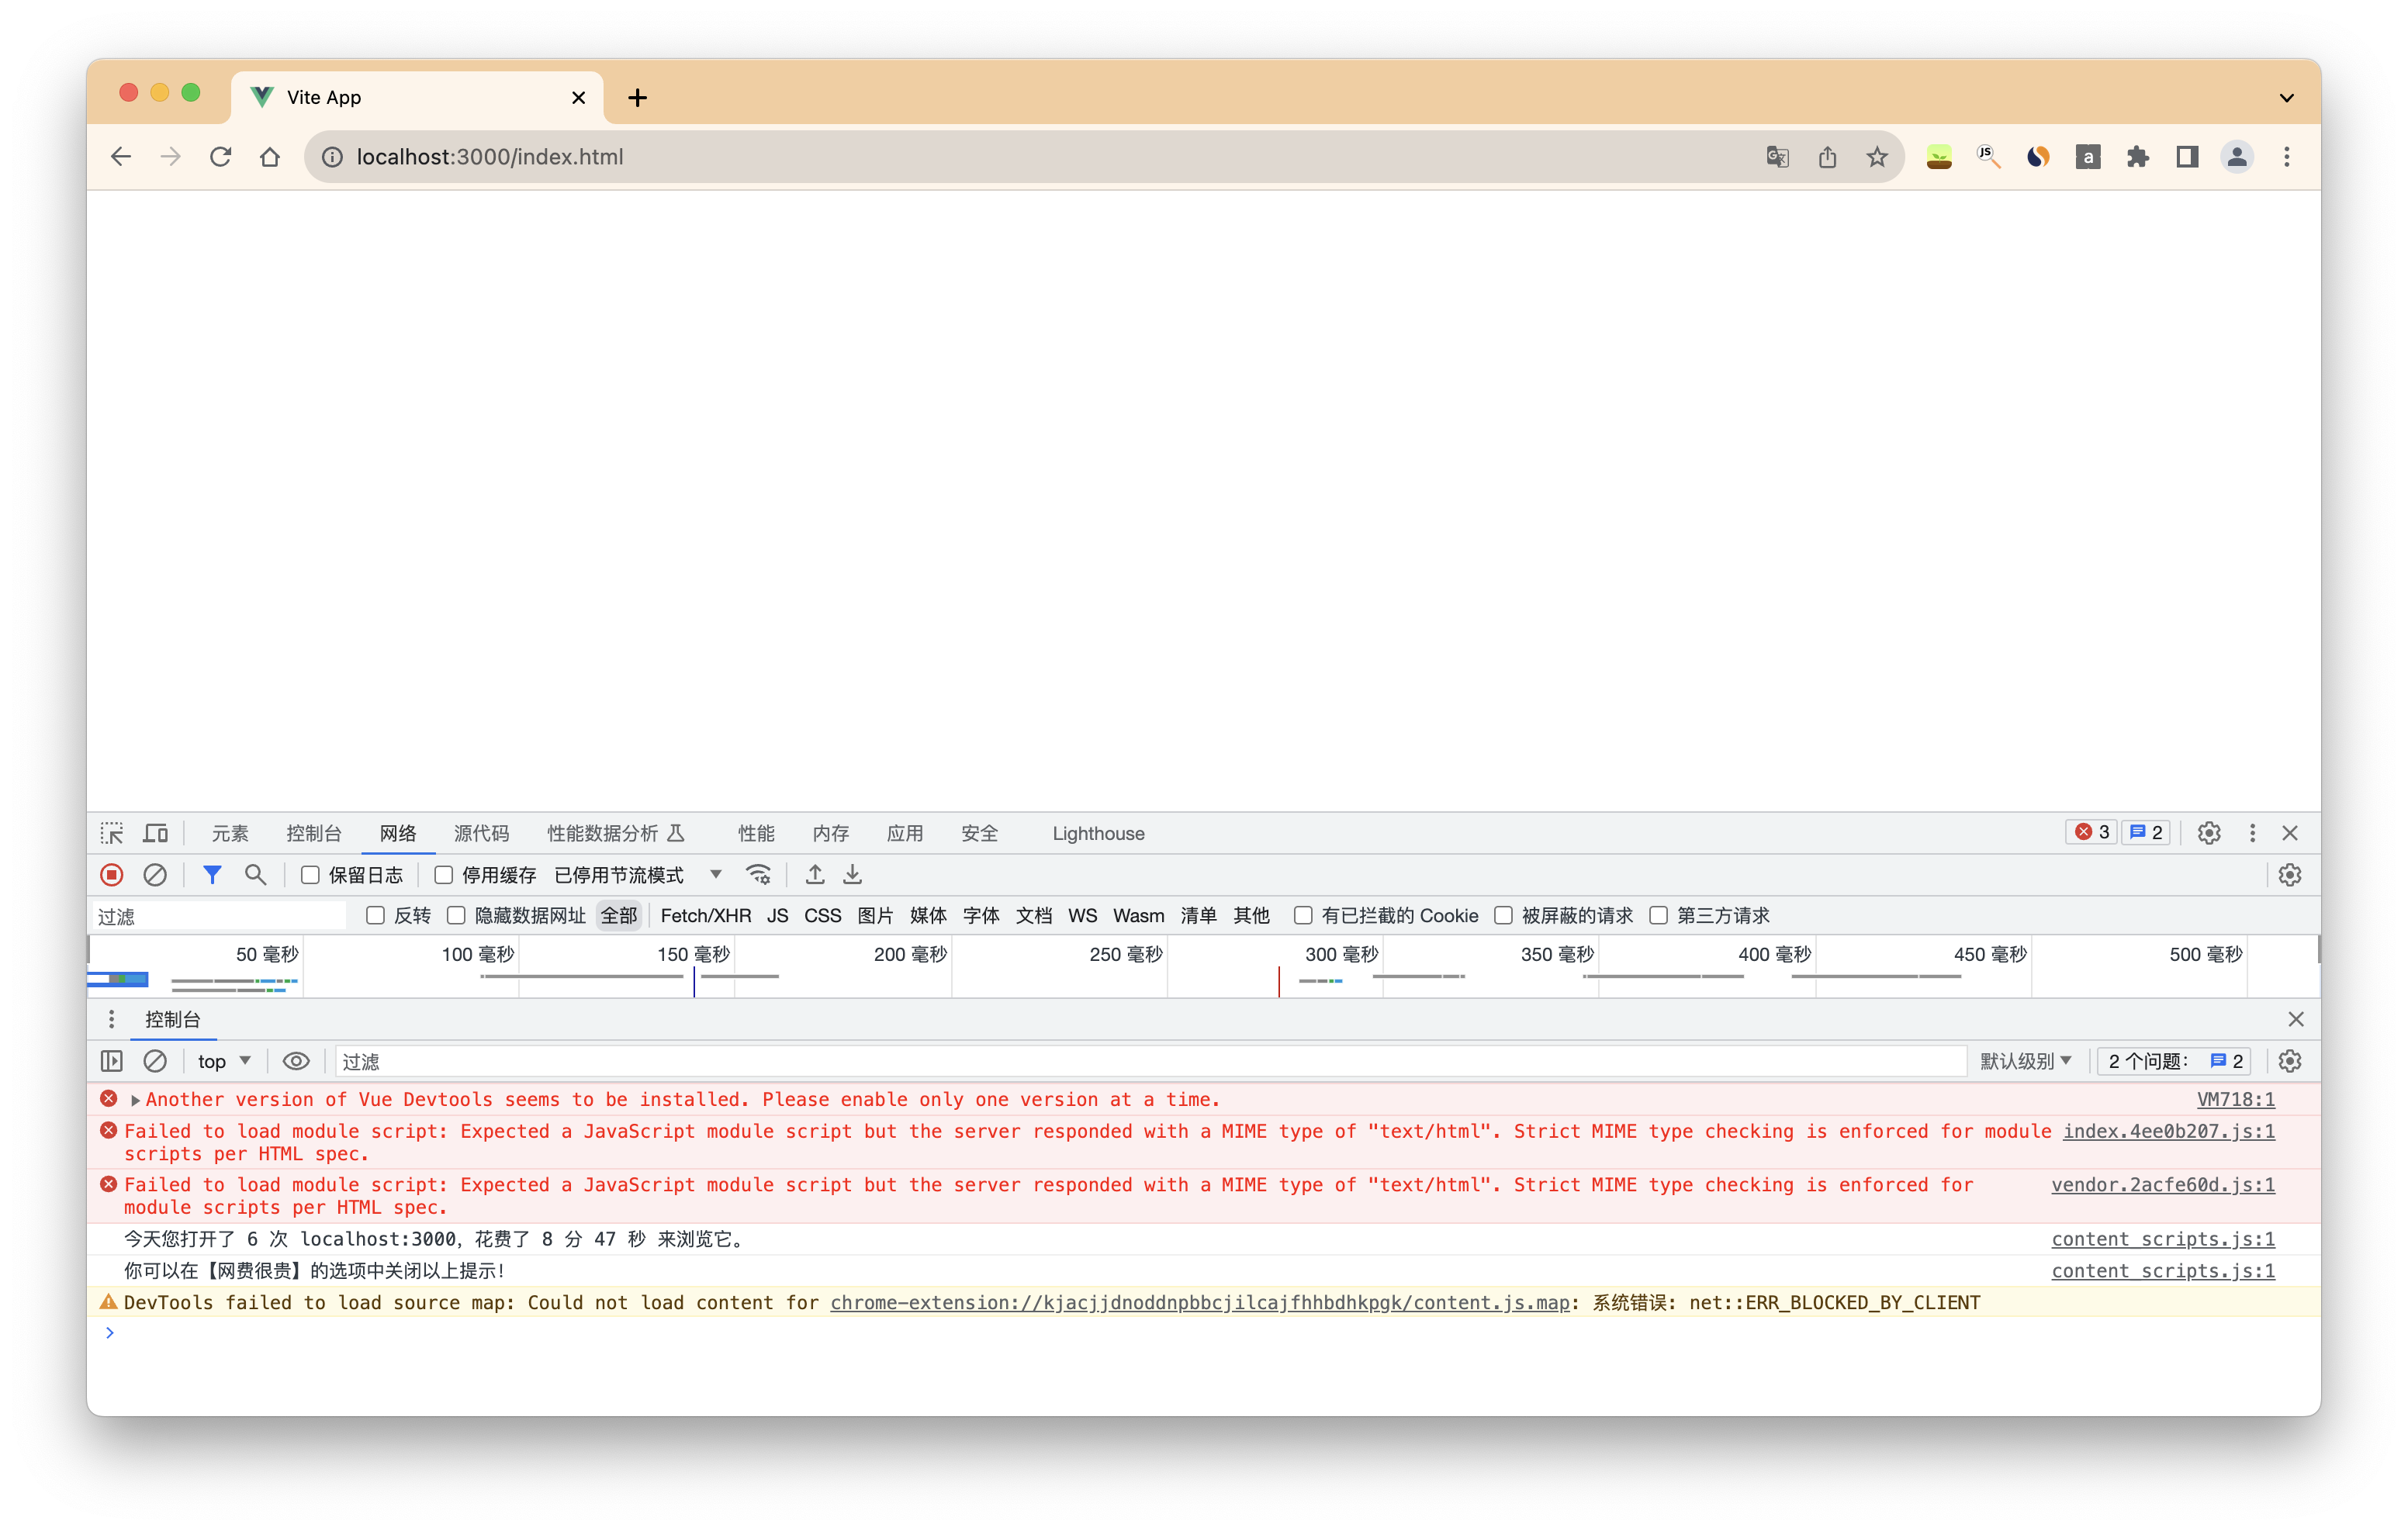 Vite App
localhost:3000/index.html
JS
a
元素 控制台 网络 源代码 性能数据分析 性能 内存 应用 安全 Lighthouse 3 2
保留日志 停用缓存 已停用节流模式
过滤 反转 隐藏数据网址 全部 Fetch/XHR JS CSS 图片 媒体 字体 文档 WS Wasm 清单 其他 有已拦截的 Cookie 被屏蔽的请求 第三方请求
50 毫秒 100 毫秒 150 毫秒 200 毫秒 250 毫秒 300 毫秒 350 毫秒 400 毫秒 450 毫秒 500 毫秒
控制台
top 过滤 默认级别 2 个问题: 2
Another version of Vue Devtools seems to be installed. Please enable only one version at a time. VM718:1
Failed to load module script: Expected a JavaScript module script but the server responded with a MIME type of "text/html". Strict MIME type checking is enforced for module index.4ee0b207.js:1
scripts per HTML spec.
Failed to load module script: Expected a JavaScript module script but the server responded with a MIME type of "text/html". Strict MIME type checking is enforced for vendor.2acfe60d.js:1
module scripts per HTML spec.
今天您打开了 6 次 localhost:3000，花费了 8 分 47 秒 来浏览它。 content_scripts.js:1
你可以在【网费很贵】的选项中关闭以上提示! content_scripts.js:1
DevTools failed to load source map: Could not load content for chrome-extension://kjacjjdnoddnpbbcjilcajfhhbdhkpgk/content.js.map: 系统错误: net::ERR_BLOCKED_BY_CLIENT